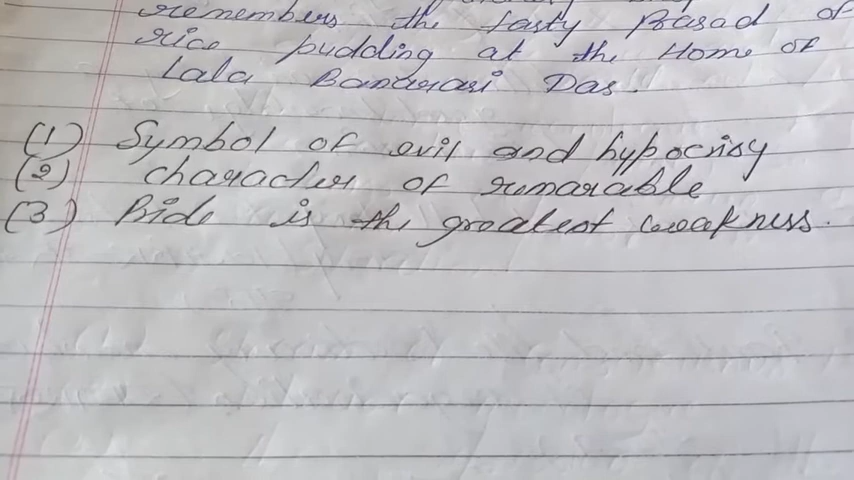 remembers the tasty Prasad of
rice pudding at the Home of
Lala Banarasi Das.
(1) Symbol of evil and hypocrisy
(2) character of remarable
(3) Pride is the greatest weakness.